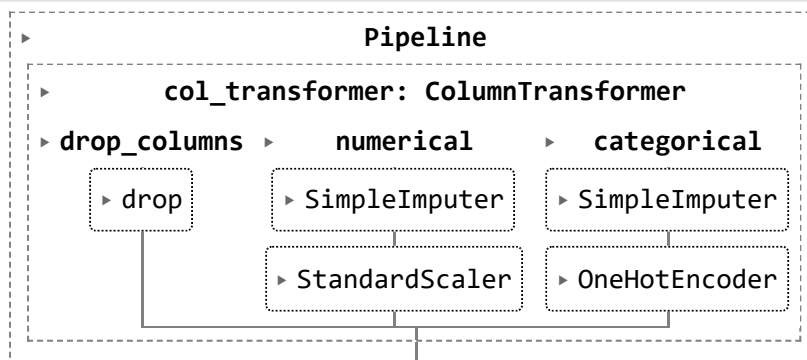 Pipeline
col_transformer: ColumnTransformer
drop_columns numerical categorical
drop SimpleImputer SimpleImputer
StandardScaler OneHotEncoder